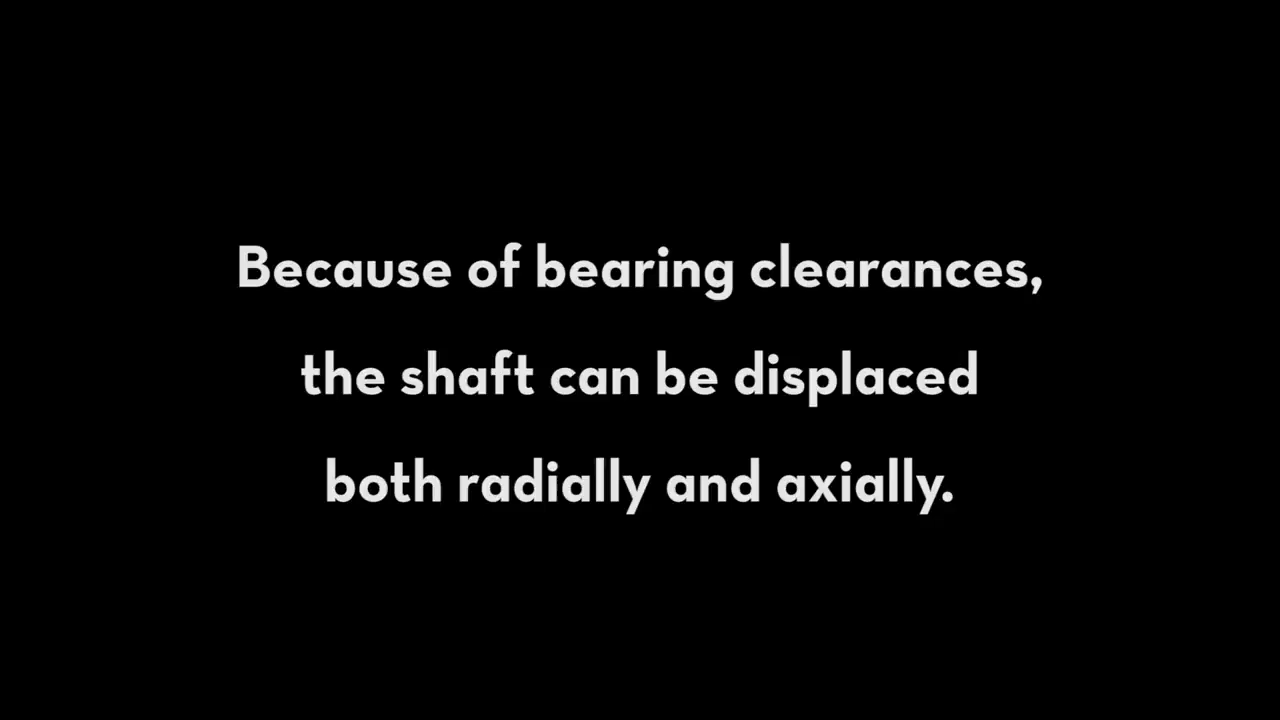 Because of bearing clearances,
the shaft can be displaced
both radially and axially.